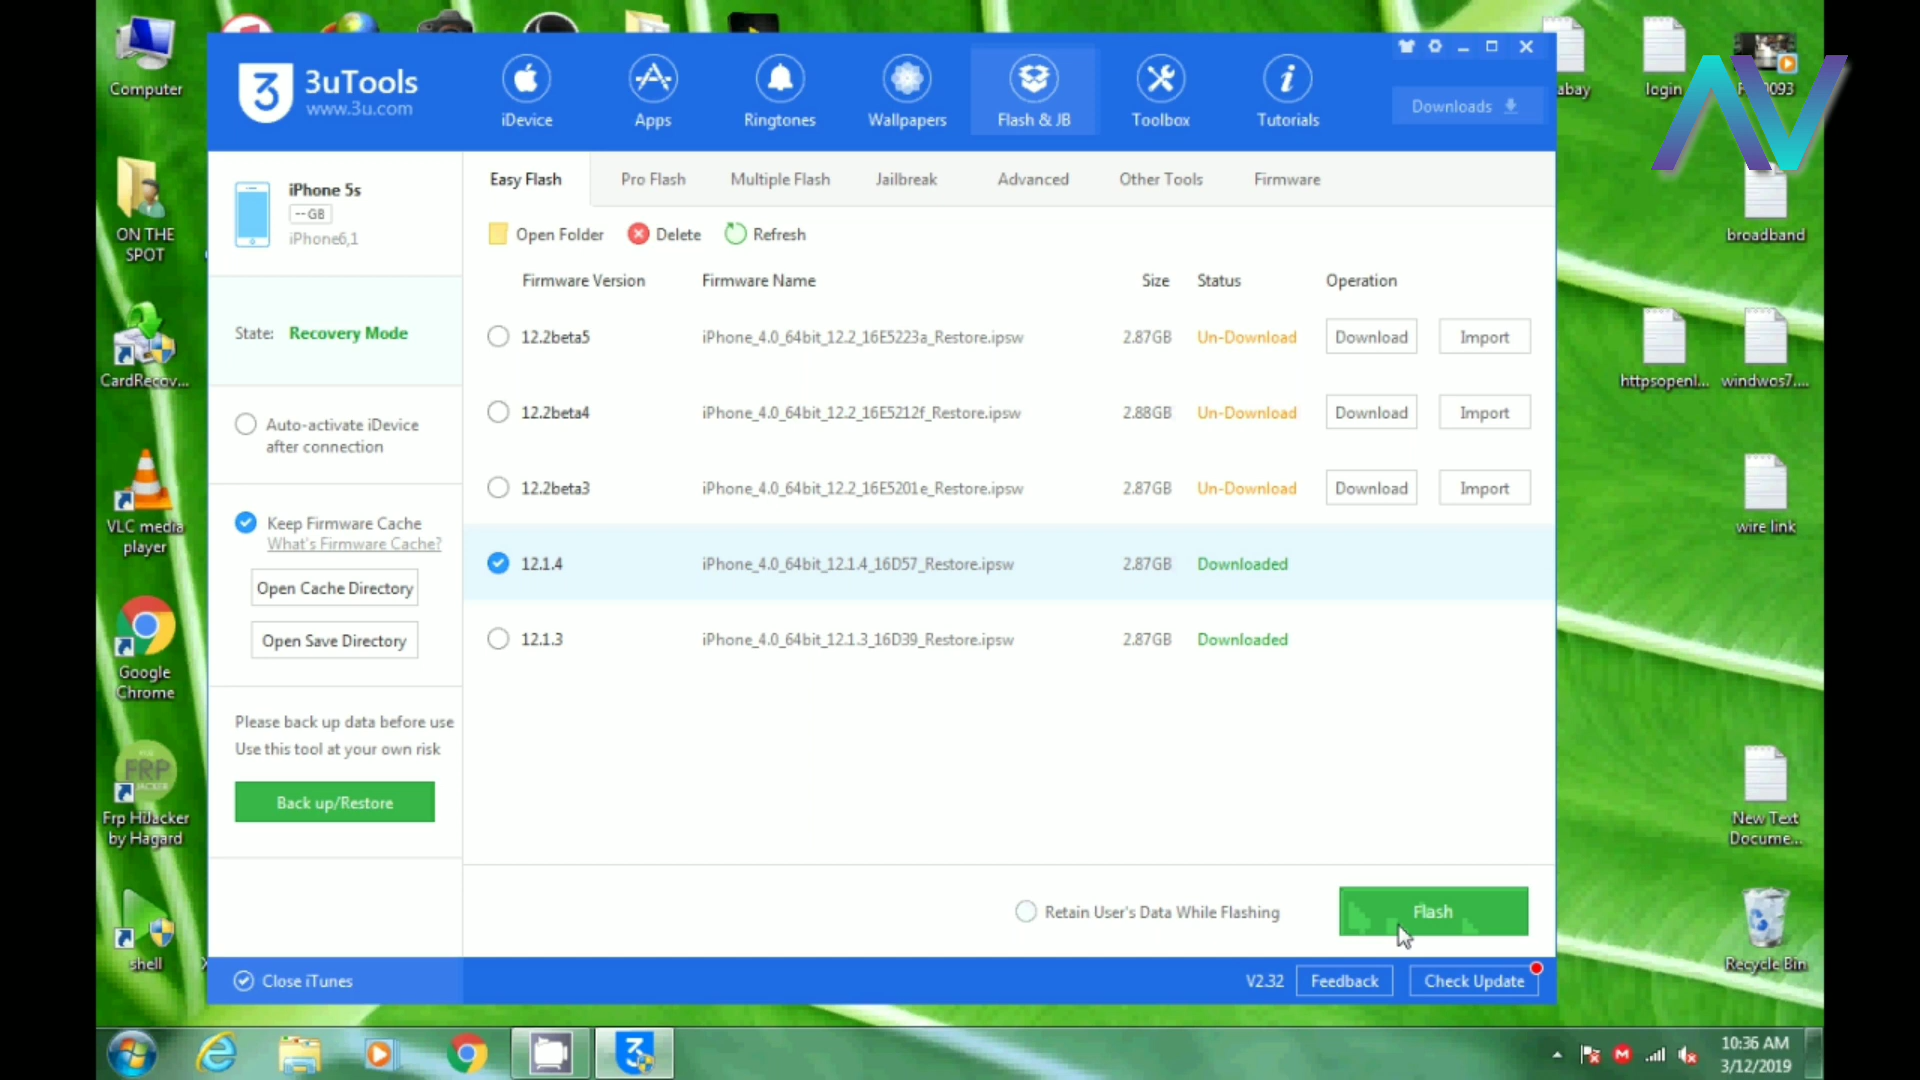 3uTools
www.3u.com
iDevice
Apps
Ringtones
Wallpapers
Flash & JB
Toolbox
Tutorials
Downloads
iPhone 5s
--GB
iPhone6,1
State: Recovery Mode
Auto-activate iDevice
after connection
Keep Firmware Cache
What's Firmware Cache?
Open Cache Directory
Open Save Directory
Please back up data before use
Use this tool at your own risk
Back up/Restore
Easy Flash
Pro Flash
Multiple Flash
Jailbreak
Advanced
Other Tools
Firmware
Open Folder
Delete
Refresh
Firmware Version Firmware Name Size Status Operation
12.2beta5 iPhone_4.0_64bit_12.2_16E5223a_Restore.ipsw 2.87GB Un-Download Download Import
12.2beta4 iPhone_4.0_64bit_12.2_16E5212f_Restore.ipsw 2.88GB Un-Download Download Import
12.2beta3 iPhone_4.0_64bit_12.2_16E5201e_Restore.ipsw 2.87GB Un-Download Download Import
12.1.4 iPhone_4.0_64bit_12.1.4_16D57_Restore.ipsw 2.87GB Downloaded
12.1.3 iPhone_4.0_64bit_12.1.3_16D39_Restore.ipsw 2.87GB Downloaded
Retain User's Data While Flashing
Flash
Close iTunes
V2.32
Feedback
Check Update
Computer
ON THE
SPOT
CardRecov...
VLC media
player
Google
Chrome
FRP
Frp HiJacker
by Hagard
shell
login
AV
broadband
httpsopenl...
windwos7....
wire link
New Text
Docume...
Recycle Bin
10:36 AM
3/12/2019